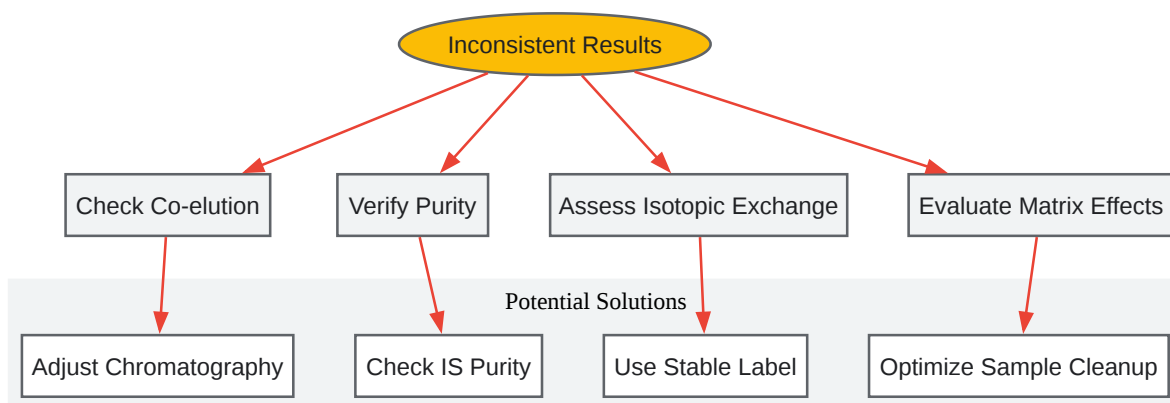 Inconsistent Results
Check Co-elution
Verify Purity
Assess Isotopic Exchange
Evaluate Matrix Effects
Potential Solutions
Adjust Chromatography
Check IS Purity
Use Stable Label
Optimize Sample Cleanup